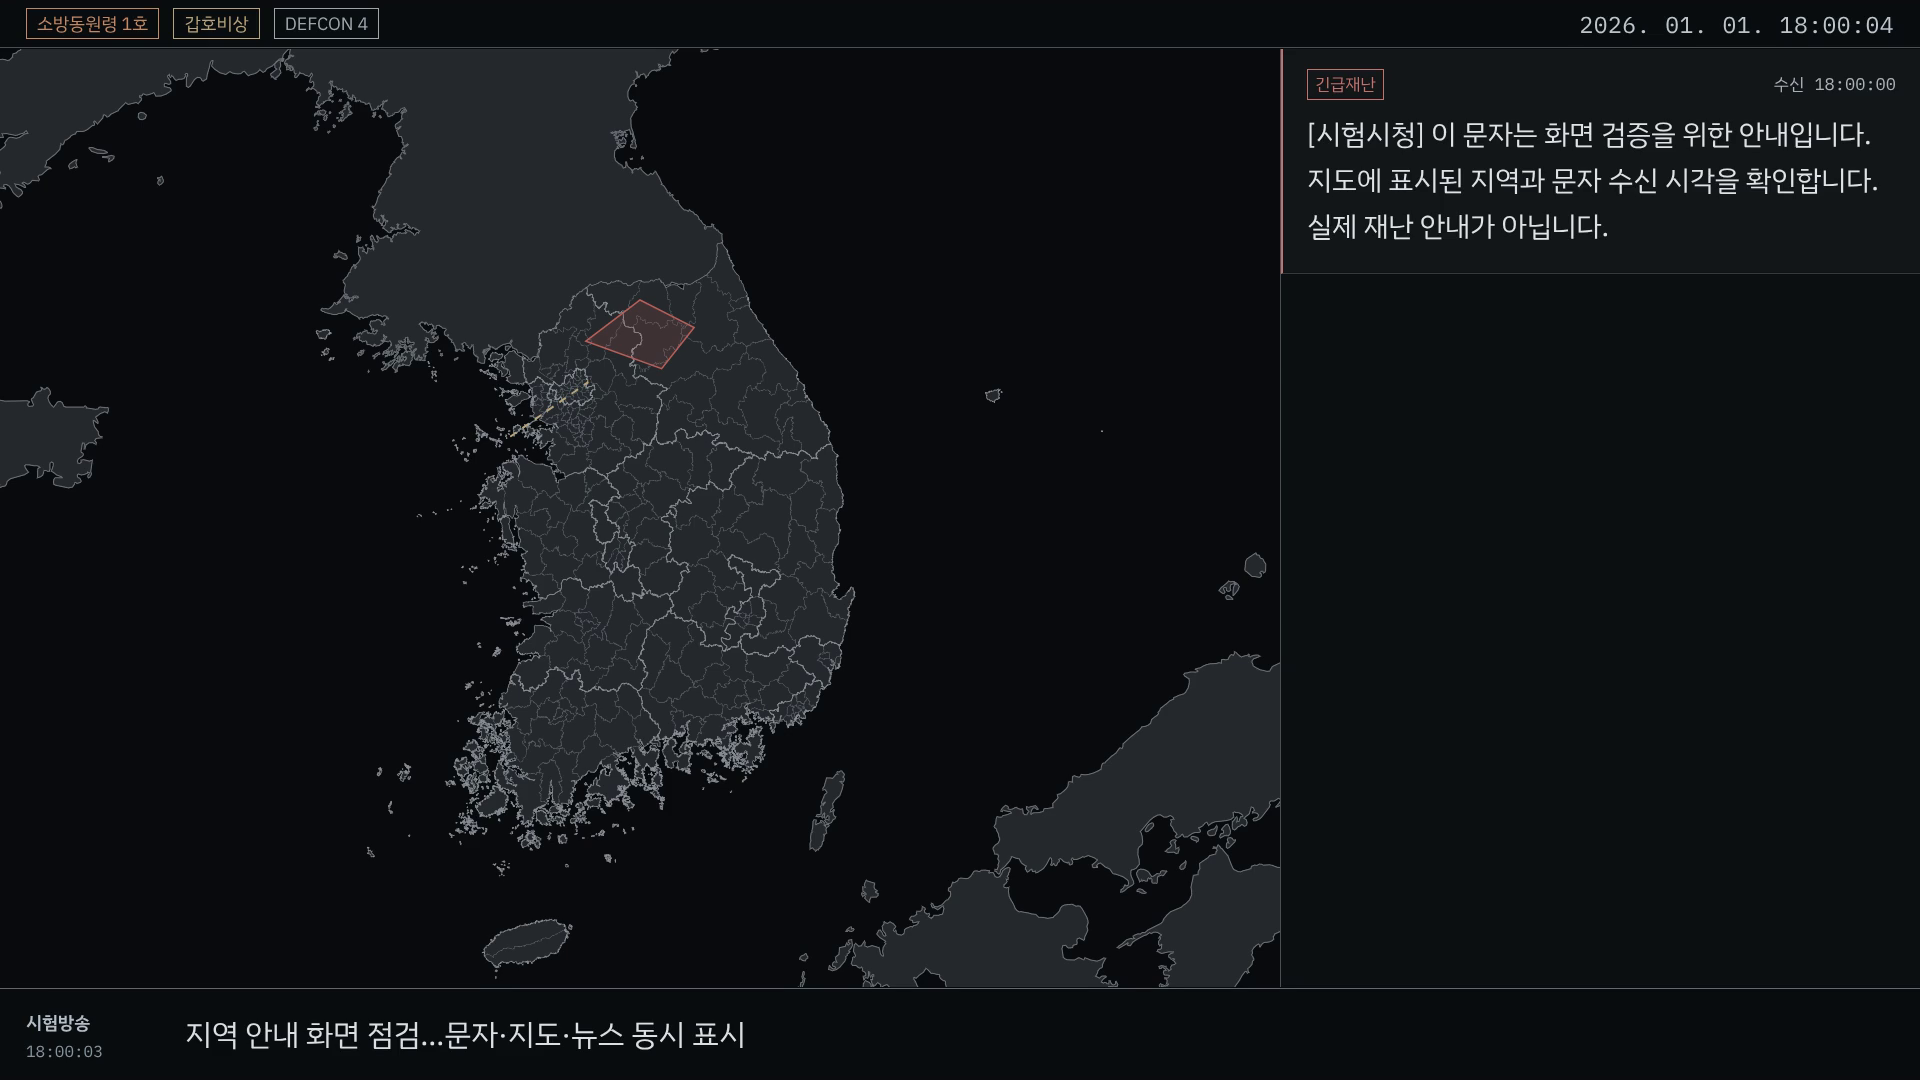 소방동원령 1호 갑호비상 DEFCON 4 2026. 01. 01. 18:00:04
긴급재난 수신 18:00:00
[시험시청] 이 문자는 화면 검증을 위한 안내입니다.
지도에 표시된 지역과 문자 수신 시각을 확인합니다.
실제 재난 안내가 아닙니다.
시험방송
18:00:03
지역 안내 화면 점검…문자·지도·뉴스 동시 표시